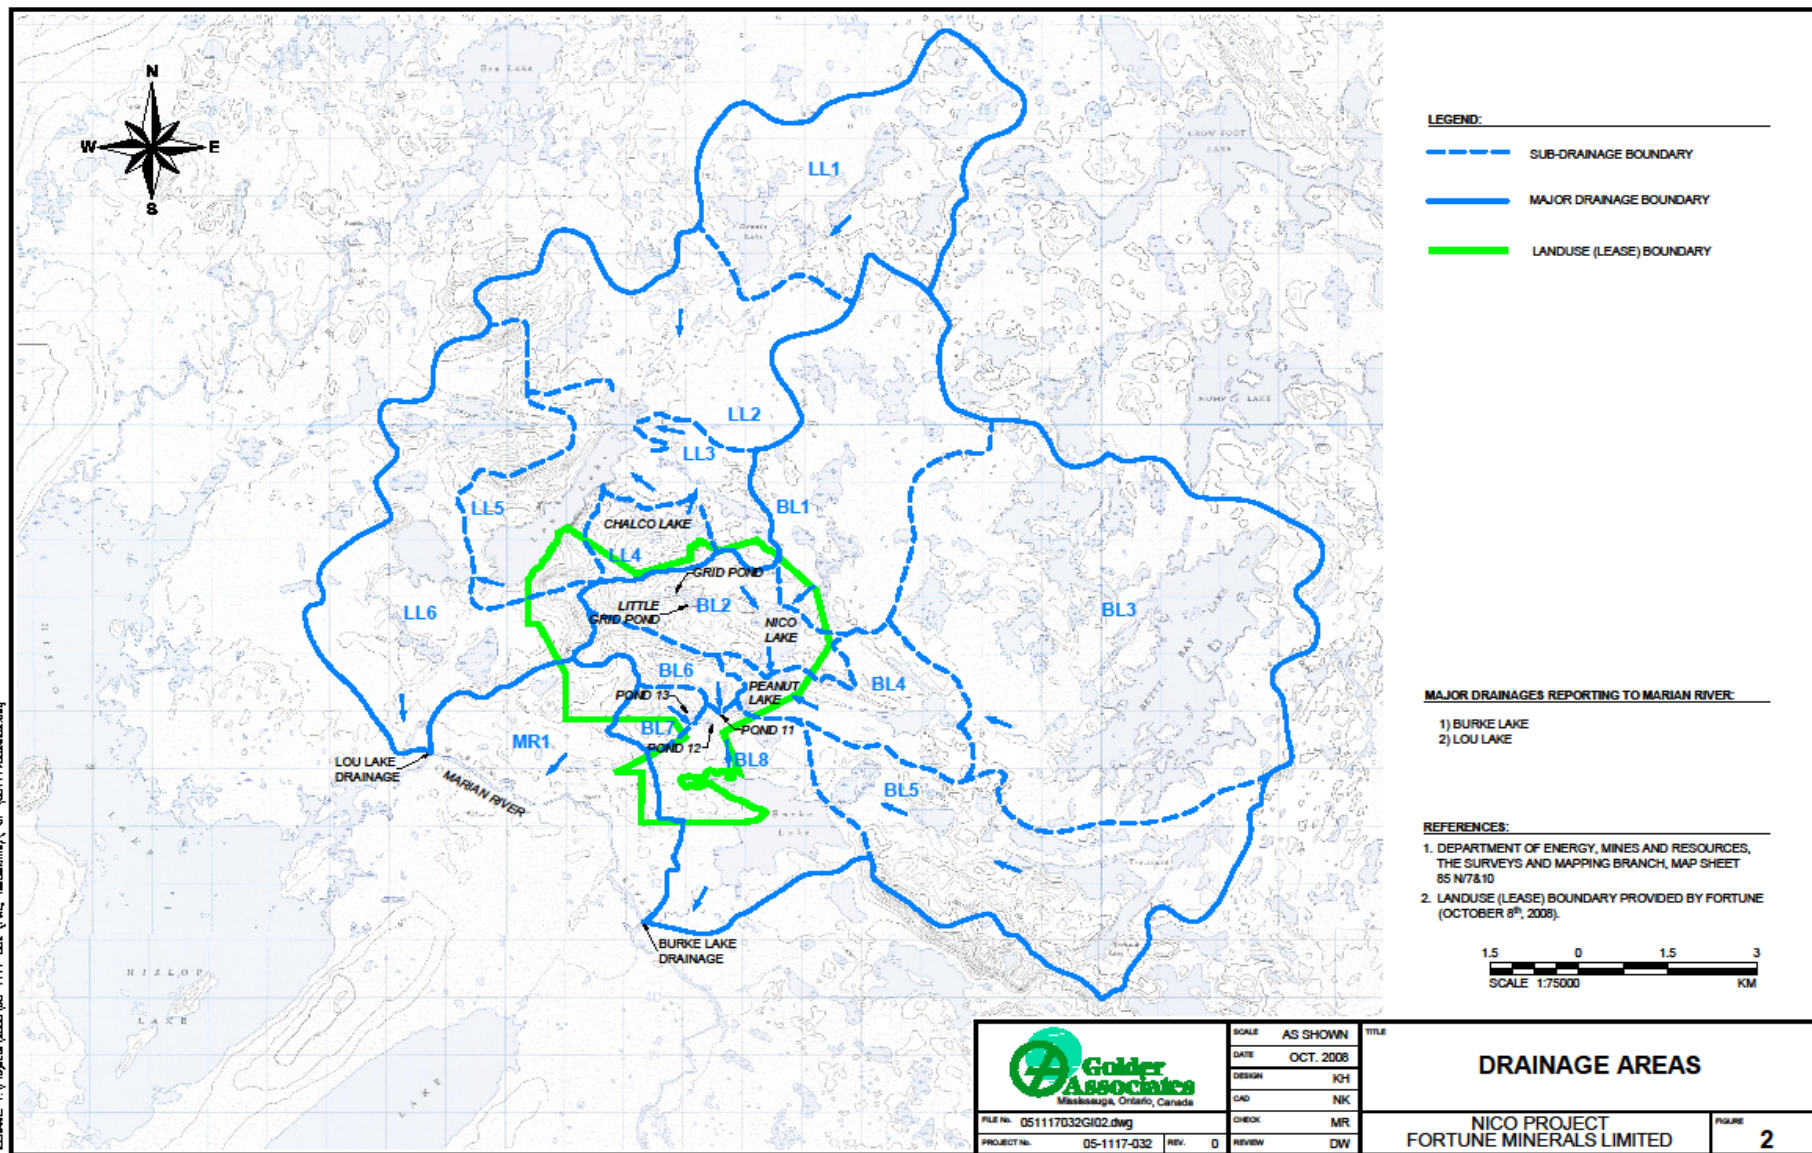 N
W
E
S
LL1
LL2
LL3
LL5
CHALCO LAKE
LL4
BL1
GRID POND
LITTLE
GRID POND
BL2
NICO
LAKE
BL3
LL6
BL6
PEANUT
LAKE
BL4
POND 13
BL7
POND 11
POND 12
MR1
BL8
BL5
LOU LAKE
DRAINAGE
MARIAN RIVER
Burke
Lake
BURKE LAKE
DRAINAGE
HISLOP
LAKE
LAKE
LEGEND:
SUB-DRAINAGE BOUNDARY
MAJOR DRAINAGE BOUNDARY
LANDUSE (LEASE) BOUNDARY
MAJOR DRAINAGES REPORTING TO MARIAN RIVER:
1) BURKE LAKE
2) LOU LAKE
REFERENCES:
1. DEPARTMENT OF ENERGY, MINES AND RESOURCES,
THE SURVEYS AND MAPPING BRANCH, MAP SHEET
85 N/7&10
2. LANDUSE (LEASE) BOUNDARY PROVIDED BY FORTUNE
(OCTOBER 8th, 2008).
1.5 0 1.5 3
SCALE 1:75000 KM
Golder
Associates
Mississauga, Ontario, Canada
FILE No. 051117032GI02.dwg
PROJECT No. 05-1117-032 REV. 0
SCALE AS SHOWN
DATE OCT. 2008
DESIGN KH
CAD NK
CHECK MR
REVIEW DW
TITLE
DRAINAGE AREAS
NICO PROJECT
FORTUNE MINERALS LIMITED
FIGURE
2